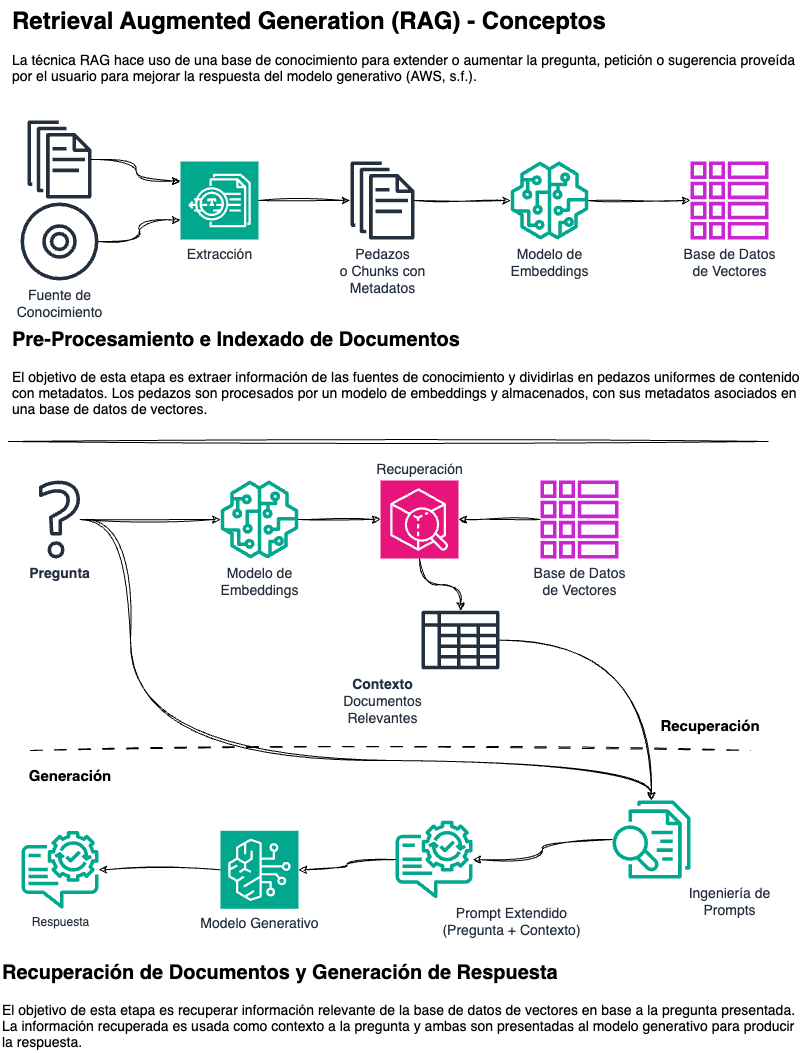 Retrieval Augmented Generation (RAG) - Conceptos
La técnica RAG hace uso de una base de conocimiento para extender o aumentar la pregunta, petición o sugerencia proveída
por el usuario para mejorar la respuesta del modelo generativo (AWS, s.f.).
Extracción
Pedazos
o Chunks con
Metadatos
Modelo de
Embeddings
Base de Datos
de Vectores
Fuente de
Conocimiento
Pre-Procesamiento e Indexado de Documentos
El objetivo de esta etapa es extraer información de las fuentes de conocimiento y dividirlas en pedazos uniformes de contenido
con metadatos. Los pedazos son procesados por un modelo de embeddings y almacenados, con sus metadatos asociados en
una base de datos de vectores.
Recuperación
Pregunta
Modelo de
Embeddings
Base de Datos
de Vectores
Contexto
Documentos
Relevantes
Recuperación
Generación
Ingeniería de
Prompts
Prompt Extendido
(Pregunta + Contexto)
Modelo Generativo
Respuesta
Recuperación de Documentos y Generación de Respuesta
El objetivo de esta etapa es recuperar información relevante de la base de datos de vectores en base a la pregunta presentada.
La información recuperada es usada como contexto a la pregunta y ambas son presentadas al modelo generativo para producir
la respuesta.